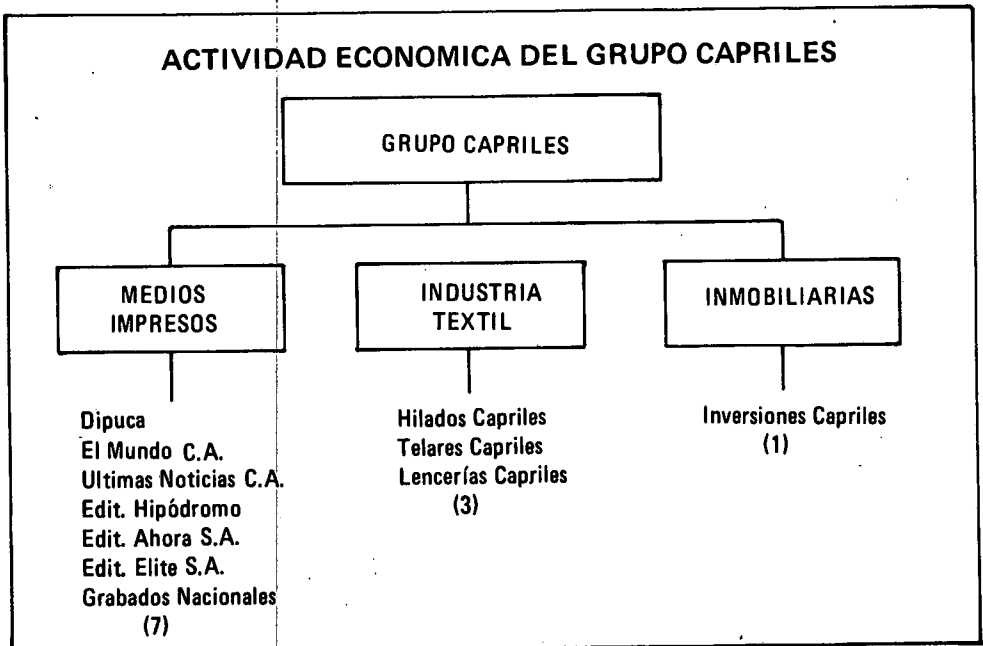 ACTIVIDAD ECONOMICA DEL GRUPO CAPRILES
GRUPO CAPRILES
MEDIOS
IMPRESOS
INDUSTRIA
TEXTIL
INMOBILIARIAS
Dipuca
El Mundo C.A.
Ultimas Noticias C.A.
Edit. Hipódromo
Edit. Ahora S.A.
Edit. Elite S.A.
Grabados Nacionales
(7)
Hilados Capriles
Telares Capriles
Lencerías Capriles
(3)
Inversiones Capriles
(1)